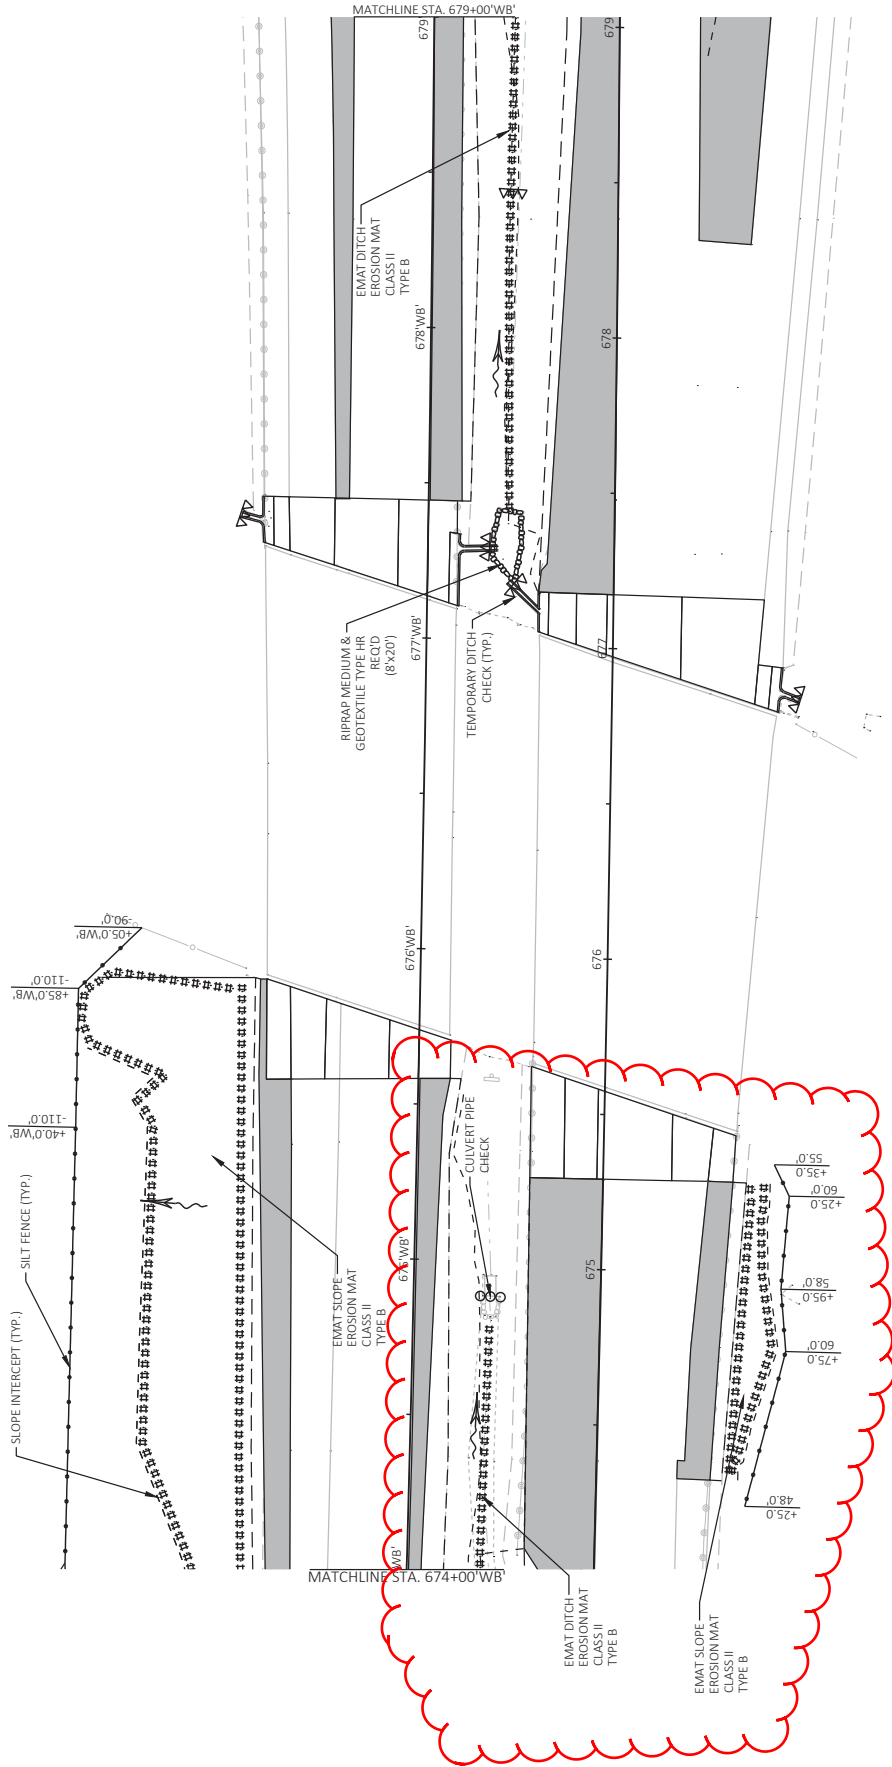 MATCHLINE STA. 679+00'WB'
679'
679
EMAT DITCH
EROSION MAT
CLASS II
TYPE B
678'WB'
678
RIPRAP MEDIUM &
GEOTEXTILE TYPE HR
REQ'D
(8'x20')
677'WB'
TEMPORARY DITCH
CHECK (TYP.)
677
+05.0'WB'
-90.0'
+85.0'WB'
-110.0'
676'WB'
676
+40.0'WB'
-110.0'
SILT FENCE (TYP.)
SLOPE INTERCEPT (TYP.)
EMAT SLOPE
EROSION MAT
CLASS II
TYPE B
675'WB'
CULVERT PIPE
CHECK
675
+35.0
55.0'
+25.0
60.0'
+95.0
58.0'
+75.0
60.0'
+25.0
48.0'
WB'
MATCHLINE STA. 674+00'WB'
EMAT DITCH
EROSION MAT
CLASS II
TYPE B
EMAT SLOPE
EROSION MAT
CLASS II
TYPE B